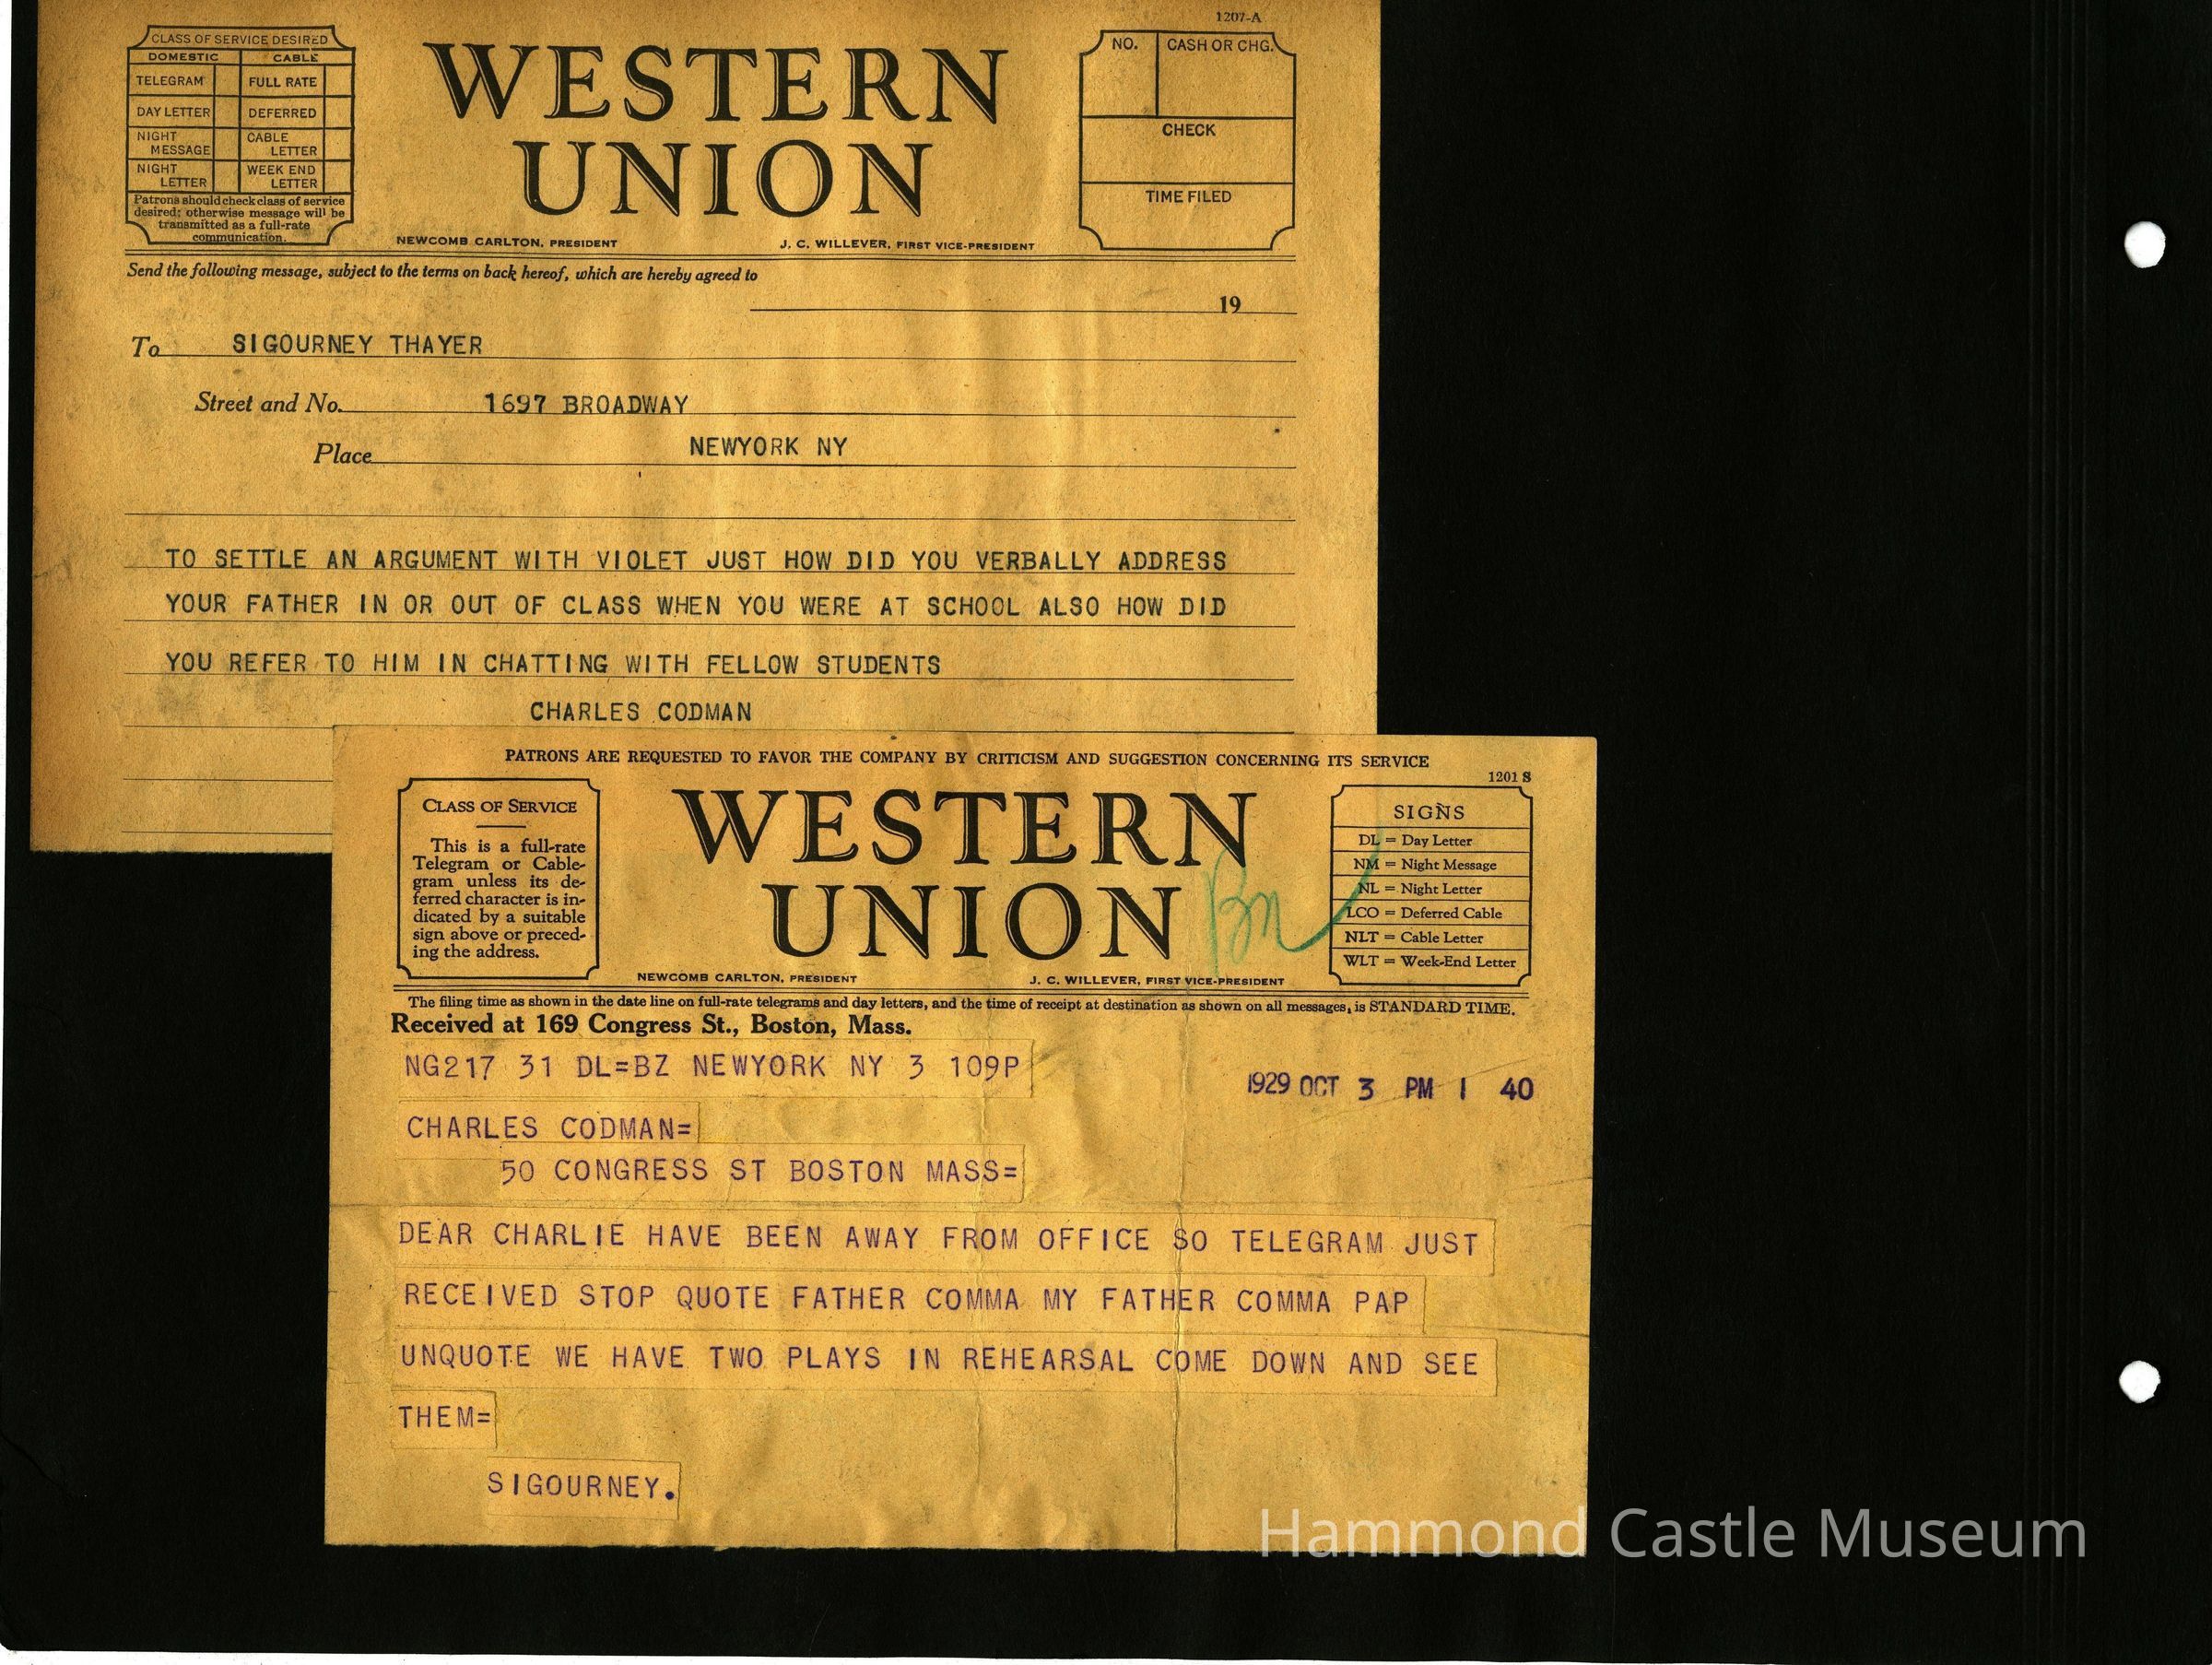 1207-A
CLASS OF SERVICE DESIRED
DOMESTIC CABLE
TELEGRAM FULL RATE
DAY LETTER DEFERRED
NIGHT MESSAGE CABLE LETTER
NIGHT LETTER WEEK END LETTER
Patrons should check class of service
desired; otherwise message will be
transmitted as a full-rate
communication.
WESTERN
UNION
NO. CASH OR CHG.
CHECK
TIME FILED
NEWCOMB CARLTON, PRESIDENT J. C. WILLEVER, FIRST VICE-PRESIDENT
Send the following message, subject to the terms on back hereof, which are hereby agreed to
19
To SIGOURNEY THAYER
Street and No. 1697 BROADWAY
Place NEWYORK NY
TO SETTLE AN ARGUMENT WITH VIOLET JUST HOW DID YOU VERBALLY ADDRESS
YOUR FATHER IN OR OUT OF CLASS WHEN YOU WERE AT SCHOOL ALSO HOW DID
YOU REFER TO HIM IN CHATTING WITH FELLOW STUDENTS
CHARLES CODMAN
PATRONS ARE REQUESTED TO FAVOR THE COMPANY BY CRITICISM AND SUGGESTION CONCERNING ITS SERVICE
1201 S
CLASS OF SERVICE
This is a full-rate
Telegram or Cable-
gram unless its de-
ferred character is in-
dicated by a suitable
sign above or preced-
ing the address.
WESTERN
UNION
SIGNS
DL = Day Letter
NM = Night Message
NL = Night Letter
LCO = Deferred Cable
NLT = Cable Letter
WLT = Week-End Letter
NEWCOMB CARLTON, PRESIDENT J. C. WILLEVER, FIRST VICE-PRESIDENT
The filing time as shown in the date line on full-rate telegrams and day letters, and the time of receipt at destination as shown on all messages, is STANDARD TIME.
Received at 169 Congress St., Boston, Mass.
NG217 31 DL=BZ NEWYORK NY 3 109P
1929 OCT 3 PM 1 40
CHARLES CODMAN=
50 CONGRESS ST BOSTON MASS=
DEAR CHARLIE HAVE BEEN AWAY FROM OFFICE SO TELEGRAM JUST
RECEIVED STOP QUOTE FATHER COMMA MY FATHER COMMA PAP
UNQUOTE WE HAVE TWO PLAYS IN REHEARSAL COME DOWN AND SEE
THEM=
SIGOURNEY.
Hammond Castle Museum